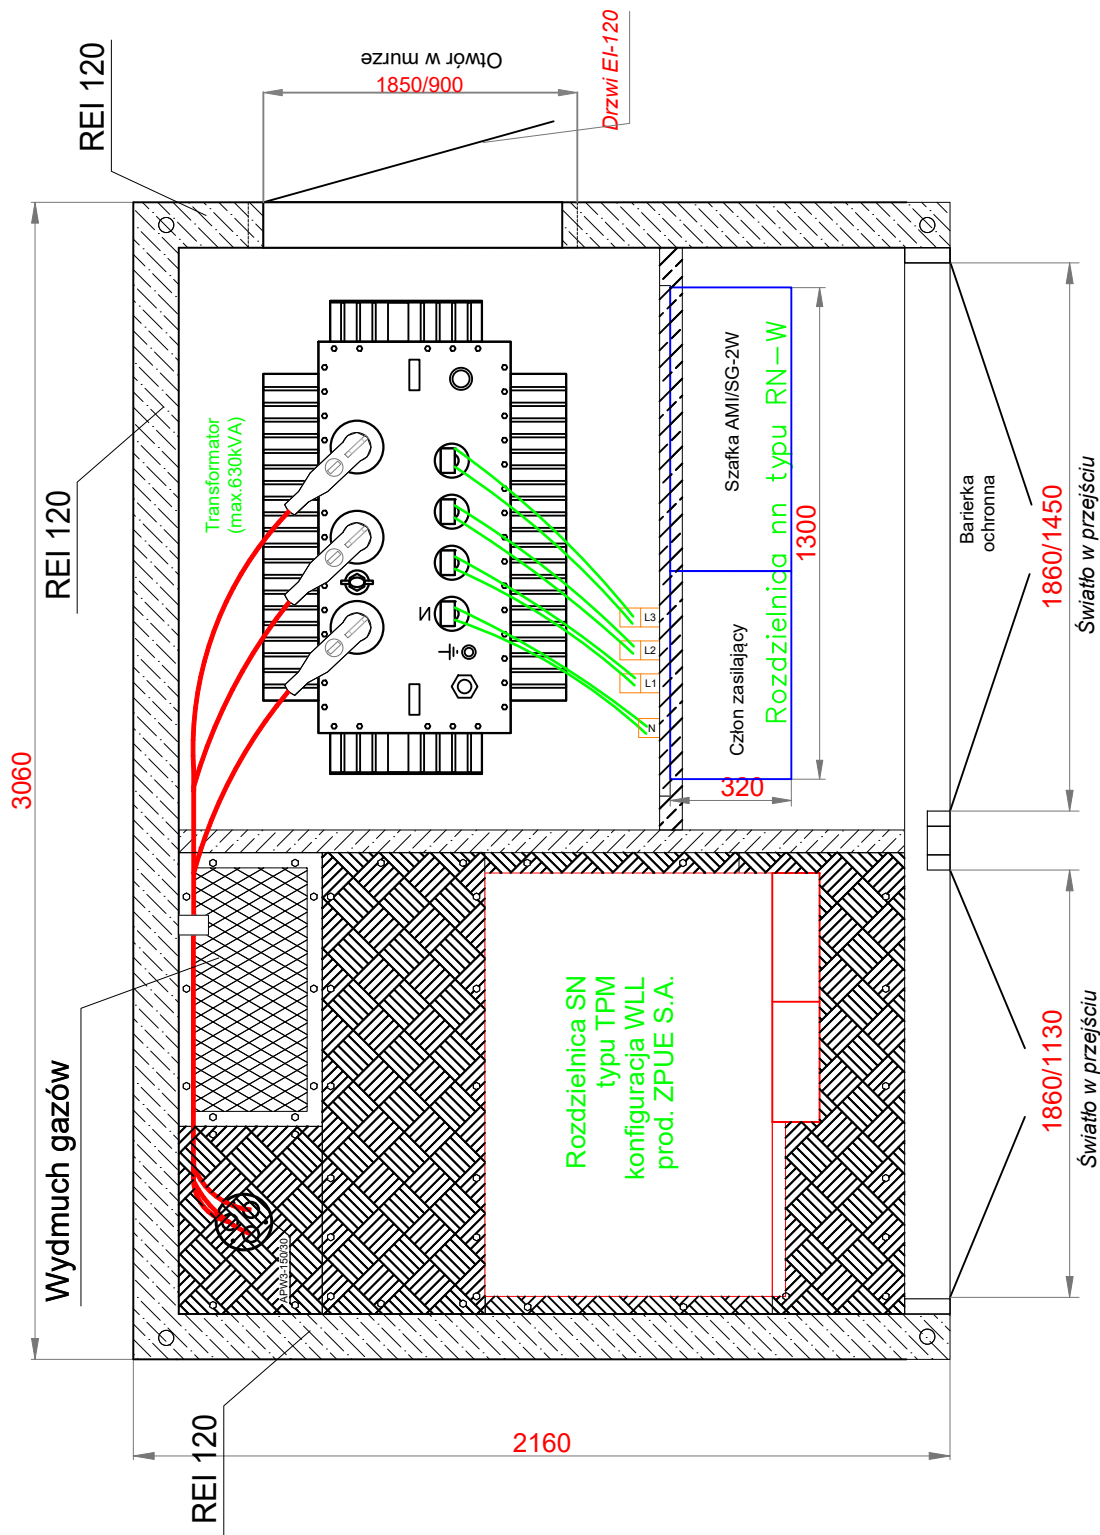 REI 120
Otwór w murze
1850/900
Drzwi EI-120
3060
REI 120
Transformator
(max.630kVA)
N
L3
L2
L1
N
Szafka AMI/SG-2W
Człon zasilający
Rozdzielnica nn typu RN-W
1300
320
Barierka
ochronna
1860/1450
Światło w przejściu
Wydmuch gazów
APW3-150/30
Rozdzielnica SN
typu TPM
konfiguracja WLL
prod. ZPUE S.A.
1860/1130
Światło w przejściu
REI 120
2160